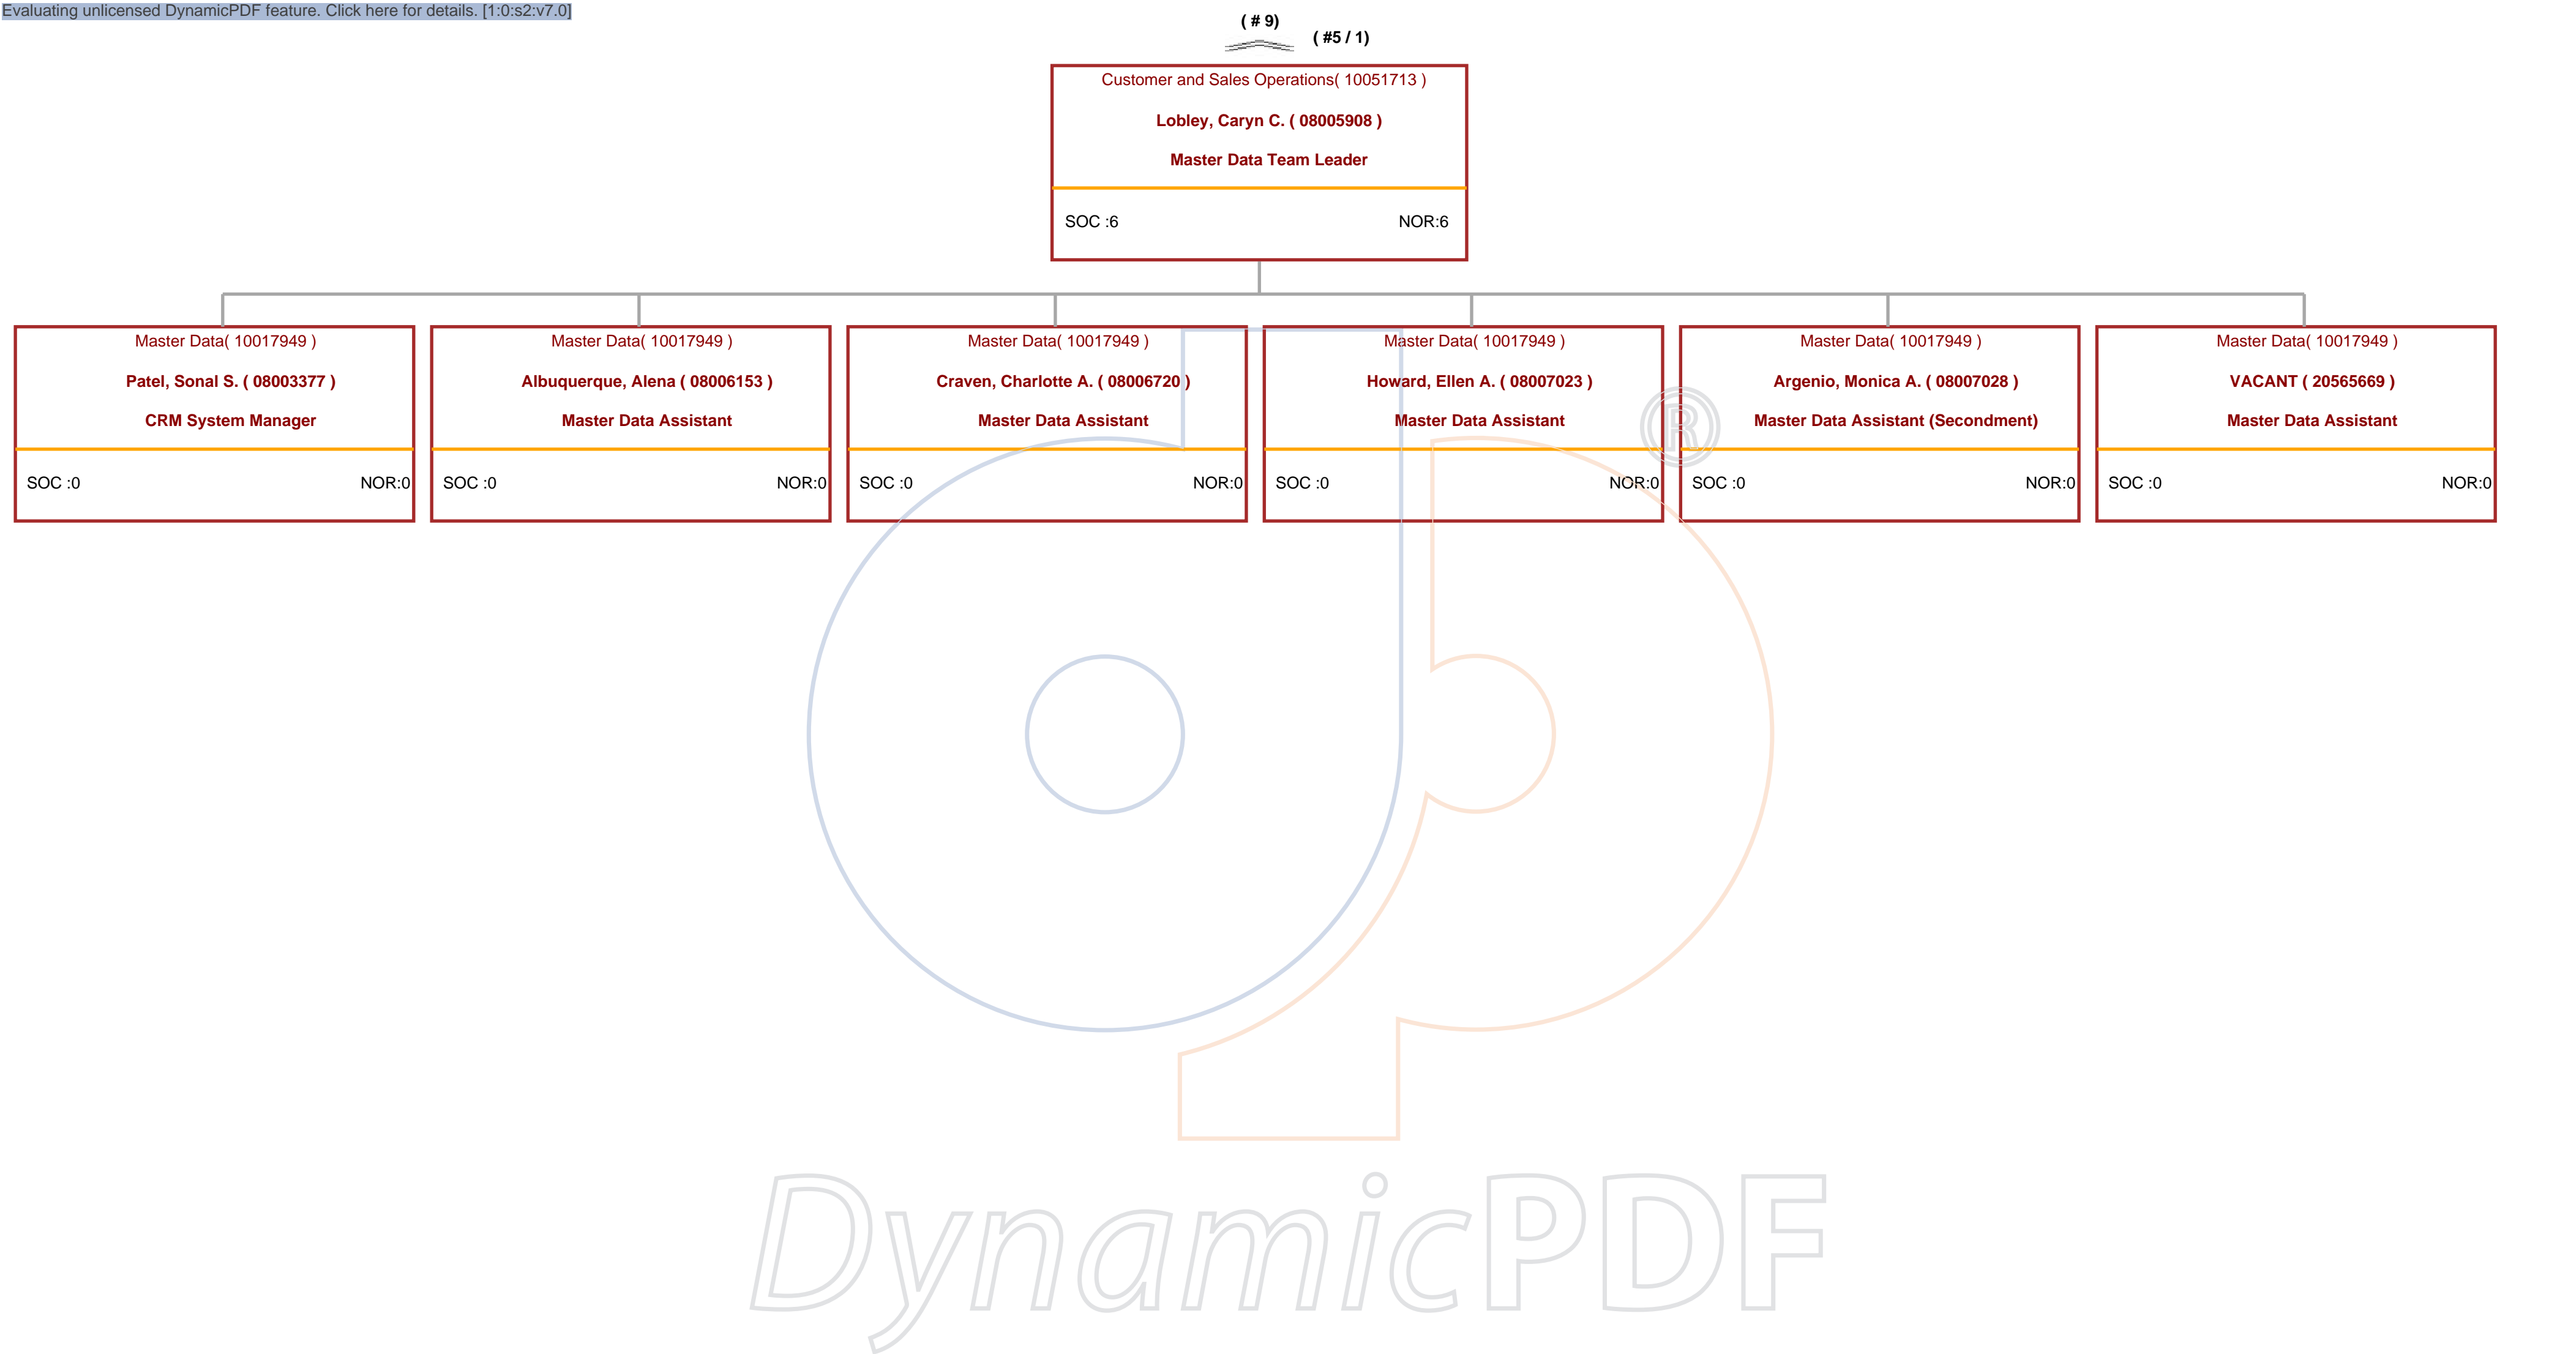 Evaluating unlicensed DynamicPDF feature. Click here for details. [1:0:s2:v7.0]
( # 9)
( #5 / 1)
Customer and Sales Operations( 10051713 )
Lobley, Caryn C. ( 08005908 )
Master Data Team Leader
SOC :6 NOR:6
Master Data( 10017949 )
Patel, Sonal S. ( 08003377 )
CRM System Manager
SOC :0 NOR:0
Master Data( 10017949 )
Albuquerque, Alena ( 08006153 )
Master Data Assistant
SOC :0 NOR:0
Master Data( 10017949 )
Craven, Charlotte A. ( 08006720 )
Master Data Assistant
SOC :0 NOR:0
Master Data( 10017949 )
Howard, Ellen A. ( 08007023 )
Master Data Assistant
SOC :0 NOR:0
Master Data( 10017949 )
Argenio, Monica A. ( 08007028 )
Master Data Assistant (Secondment)
SOC :0 NOR:0
Master Data( 10017949 )
VACANT ( 20565669 )
Master Data Assistant
SOC :0 NOR:0
®
DynamicPDF